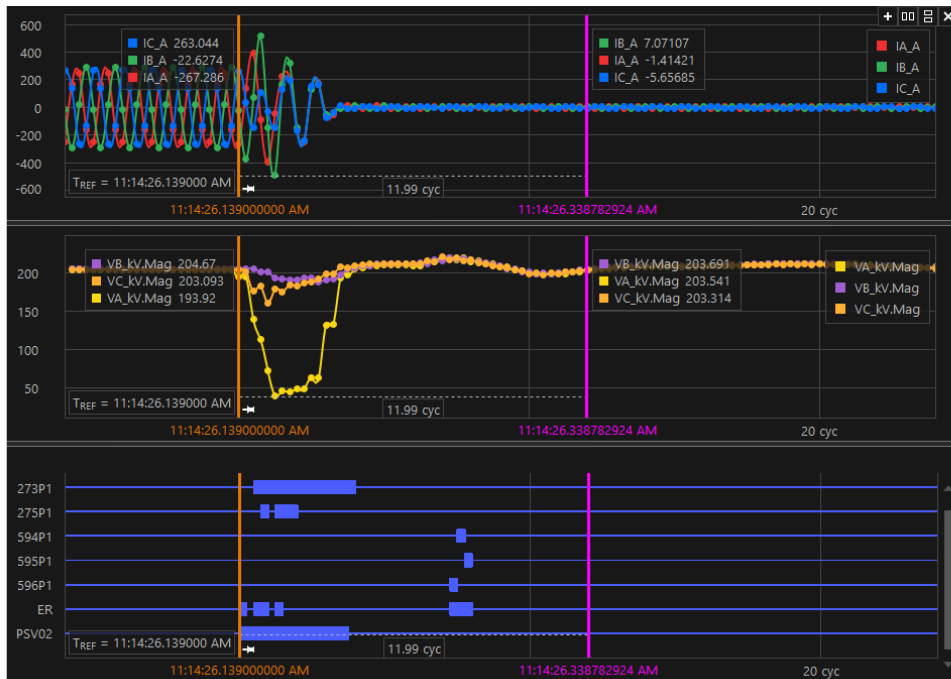 600
400
200
0
-200
-400
-600
IC_A 263.044
IB_A -22.6274
IA_A -267.286
IB_A 7.07107
IA_A -1.41421
IC_A -5.65685
IA_A
IB_A
IC_A
TREF = 11:14:26.139000 AM
11.99 cyc
11:14:26.139000000 AM
11:14:26.338782924 AM
20 cyc
200
150
100
50
VB_kV.Mag 204.67
VC_kV.Mag 203.093
VA_kV.Mag 193.92
VB_kV.Mag 203.691
VA_kV.Mag 203.541
VC_kV.Mag 203.314
VA_kV.Mag
VB_kV.Mag
VC_kV.Mag
TREF = 11:14:26.139000 AM
11.99 cyc
11:14:26.139000000 AM
11:14:26.338782924 AM
20 cyc
273P1
275P1
594P1
595P1
596P1
ER
PSV02
TREF = 11:14:26.139000 AM
11.99 cyc
11:14:26.139000000 AM
11:14:26.338782924 AM
20 cyc